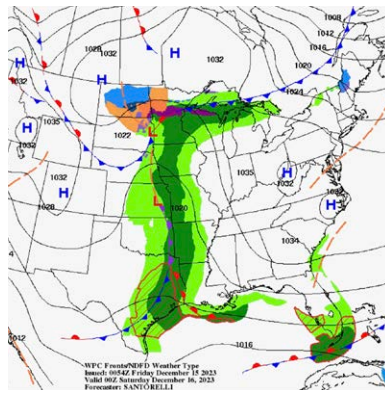 1008
1012
1016
1028
1032
H
H
1032
1020
H
H
1032
1024
1035
1022
H
1032
L
1035
H
1032
1032
H
1028
L
1020
H
1034
1016
1012
WPC Fronts/NDFD Weather Type
Issued: 0054Z Friday December 15 2023
Valid 00Z Saturday December 16, 2023
Forecaster: SANTORELLI